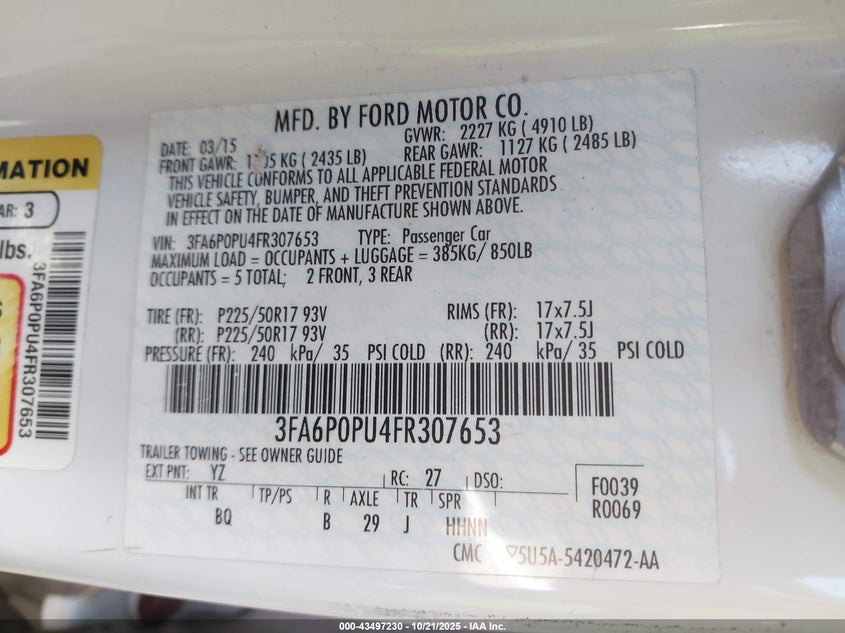 MFD. BY FORD MOTOR CO.
DATE: 03/15 GVWR: 2227 KG ( 4910 LB)
FRONT GAWR: KG ( 2435 LB) REAR GAWR: 1127 KG ( 2485 LB)
THIS VEHICLE CONFORMS TO ALL APPLICABLE FEDERAL MOTOR
VEHICLE SAFETY, BUMPER, AND THEFT PREVENTION STANDARDS
IN EFFECT ON THE DATE OF MANUFACTURE SHOWN ABOVE.
VIN: 3FA6P0PU4FR307653 TYPE: Passenger Car
MAXIMUM LOAD = OCCUPANTS + LUGGAGE = 385KG/ 850LB
OCCUPANTS = 5 TOTAL; 2 FRONT, 3 REAR
TIRE (FR): P225/50R17 93V RIMS (FR): 17x7.5J
(RR): P225/50R17 93V (RR): 17x7.5J
PRESSURE (FR): 240 kPa/ 35 PSI COLD (RR): 240 kPa/ 35 PSI COLD
3FA6P0PU4FR307653
TRAILER TOWING - SEE OWNER GUIDE
EXT PNT: YZ RC: 27 DSO:
INT TR TP/PS R AXLE TR SPR
BQ B 29 J HHNN
F0039
R0069
CMC 5U5A-5420472-AA
MATION
AR: 3
lbs.
3FA6P0PU4FR307653
000-43497230 - 10/21/2025 - IAA Inc.